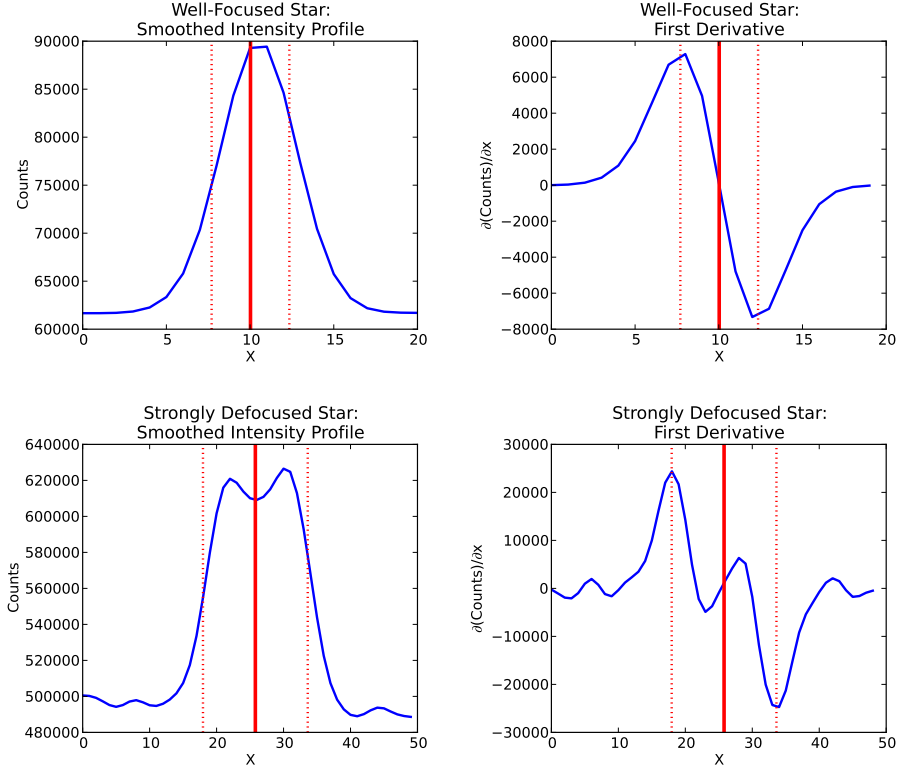 Well-Focused Star:
Smoothed Intensity Profile
90000
85000
80000
75000
70000
65000
60000
Counts
0 5 10 15 20
X
Well-Focused Star:
First Derivative
8000
6000
4000
2000
0
−2000
−4000
−6000
−8000
∂(Counts)/∂x
0 5 10 15 20
X
Strongly Defocused Star:
Smoothed Intensity Profile
640000
620000
600000
580000
560000
540000
520000
500000
480000
Counts
0 10 20 30 40 50
X
Strongly Defocused Star:
First Derivative
30000
20000
10000
0
−10000
−20000
−30000
∂(Counts)/∂x
0 10 20 30 40 50
X